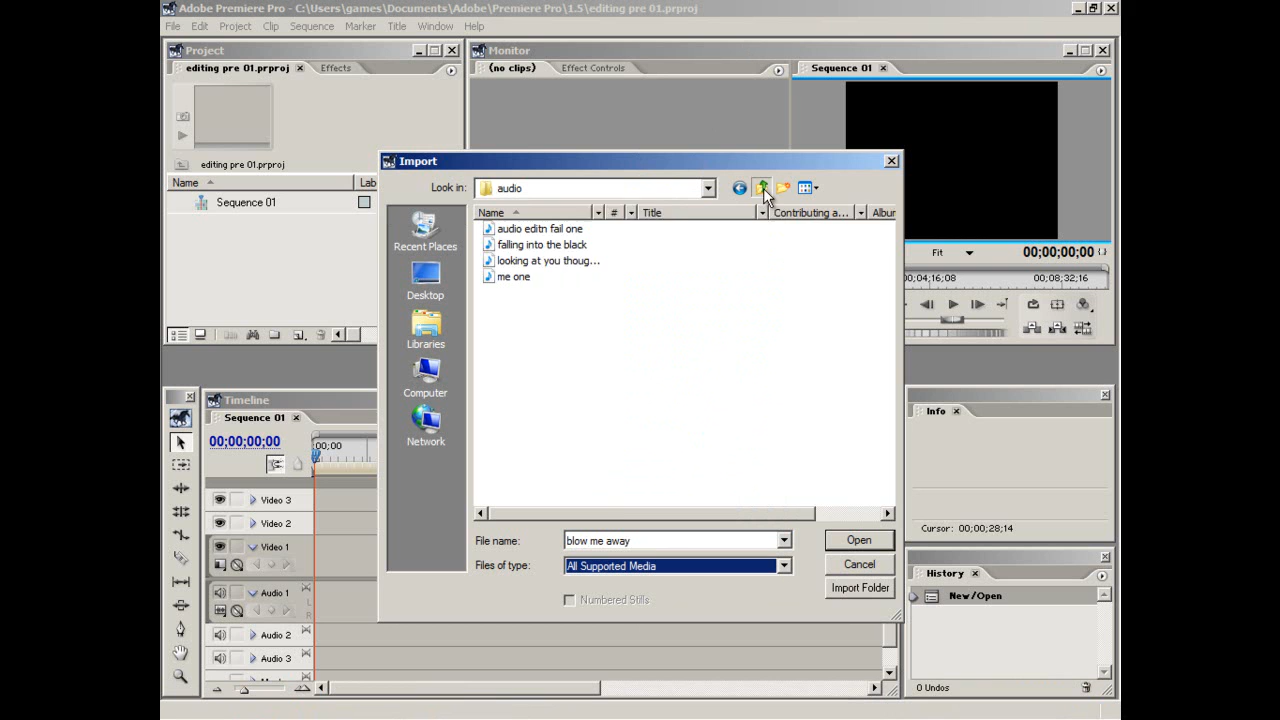 Adobe Premiere Pro - C:\Users\games\Documents\Adobe\Premiere Pro\1.5\editing pre 01.prproj
File Edit Project Clip Sequence Marker Title Window Help
Project
editing pre 01.prproj
Effects
editing pre 01.prproj
Name
Lab
Sequence 01
Monitor
(no clips)
Effect Controls
Sequence 01
Fit
00;00;00;00
00;04;16;08
00;08;32;16
Import
Look in:
audio
Recent Places
Desktop
Libraries
Computer
Network
Name
#
Title
Contributing a...
Album
audio editn fail one
falling into the black
looking at you thoug...
me one
File name:
blow me away
Open
Files of type:
All Supported Media
Cancel
Import Folder
Numbered Stills
Timeline
Sequence 01
00;00;00;00
;00;00
Video 3
Video 2
Video 1
Audio 1
L
R
Audio 2
Audio 3
Info
Cursor: 00;00;28;14
History
New/Open
0 Undos